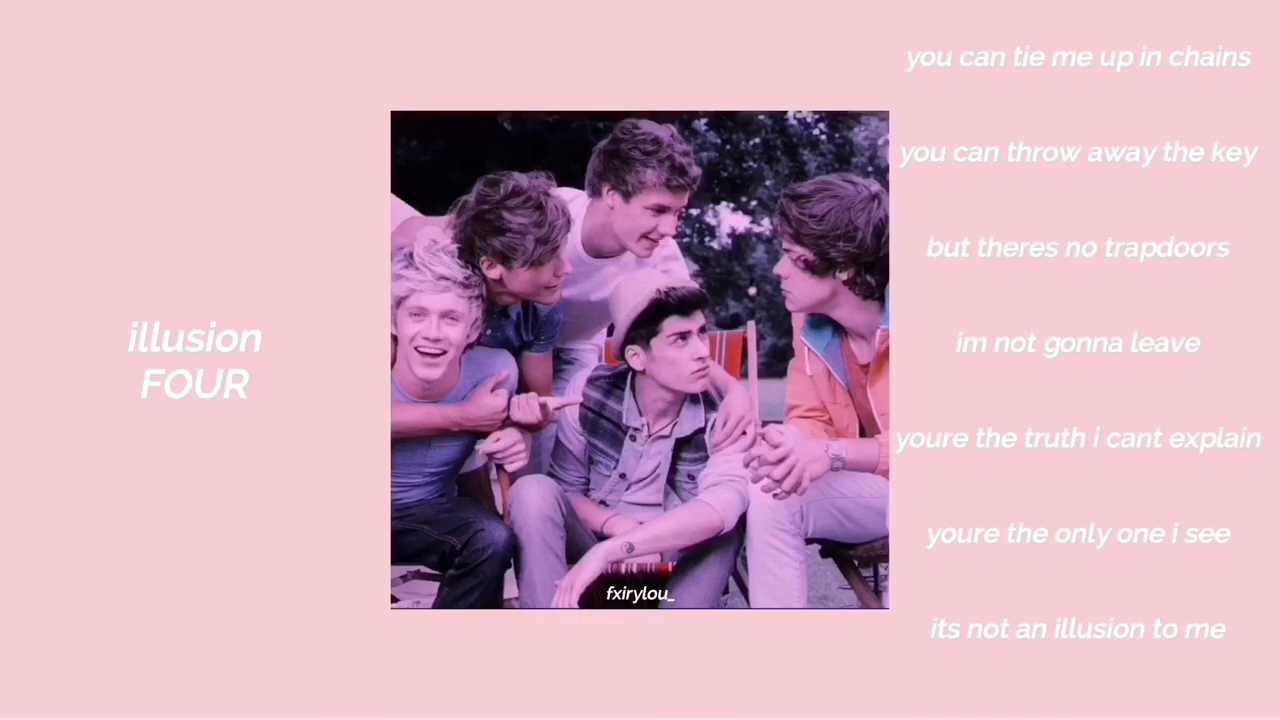 illusion
FOUR
fxirylou_
you can tie me up in chains
you can throw away the key
but theres no trapdoors
im not gonna leave
youre the truth i cant explain
youre the only one i see
its not an illusion to me